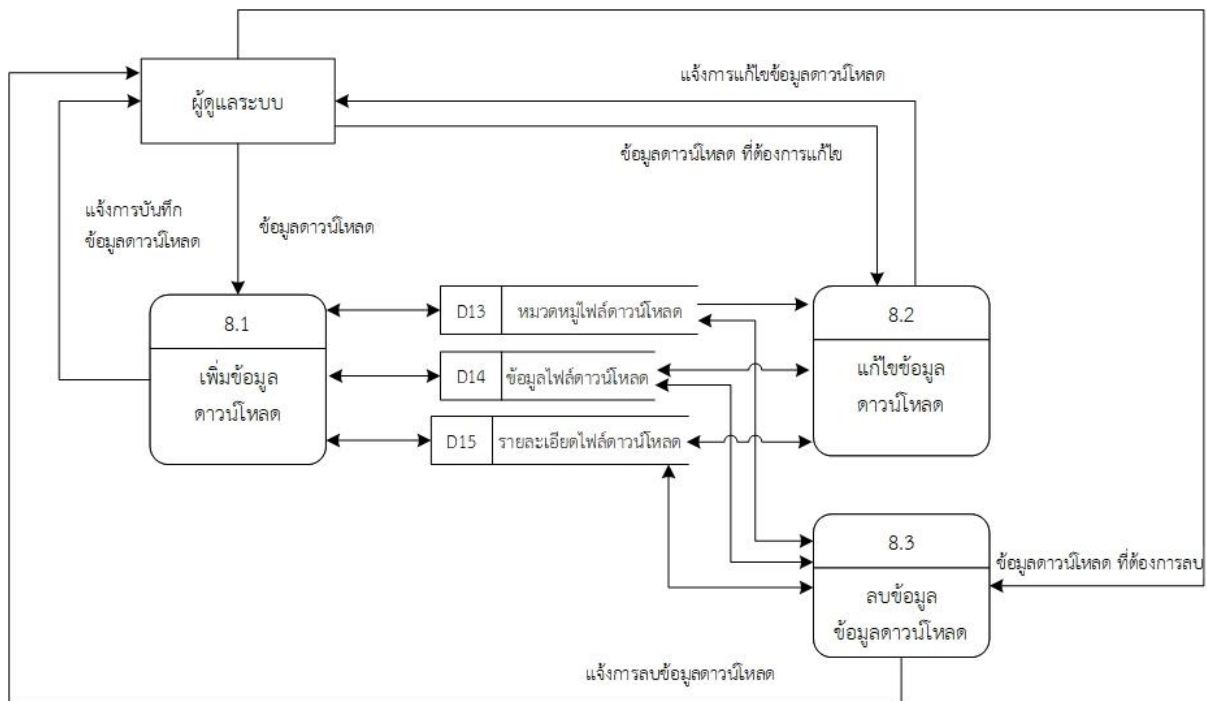 แจ้งการแก้ไขข้อมูลดาวน์โหลด
ผู้ดูแลระบบ
ข้อมูลดาวน์โหลด ที่ต้องการแก้ไข
แจ้งการบันทึก
ข้อมูลดาวน์โหลด
ข้อมูลดาวน์โหลด
8.1
เพิ่มข้อมูล
ดาวน์โหลด
D13 หมวดหมู่ไฟล์ดาวน์โหลด
D14 ข้อมูลไฟล์ดาวน์โหลด
D15 รายละเอียดไฟล์ดาวน์โหลด
8.2
แก้ไขข้อมูล
ดาวน์โหลด
8.3
ลบข้อมูล
ข้อมูลดาวน์โหลด
ข้อมูลดาวน์โหลด ที่ต้องการลบ
แจ้งการลบข้อมูลดาวน์โหลด